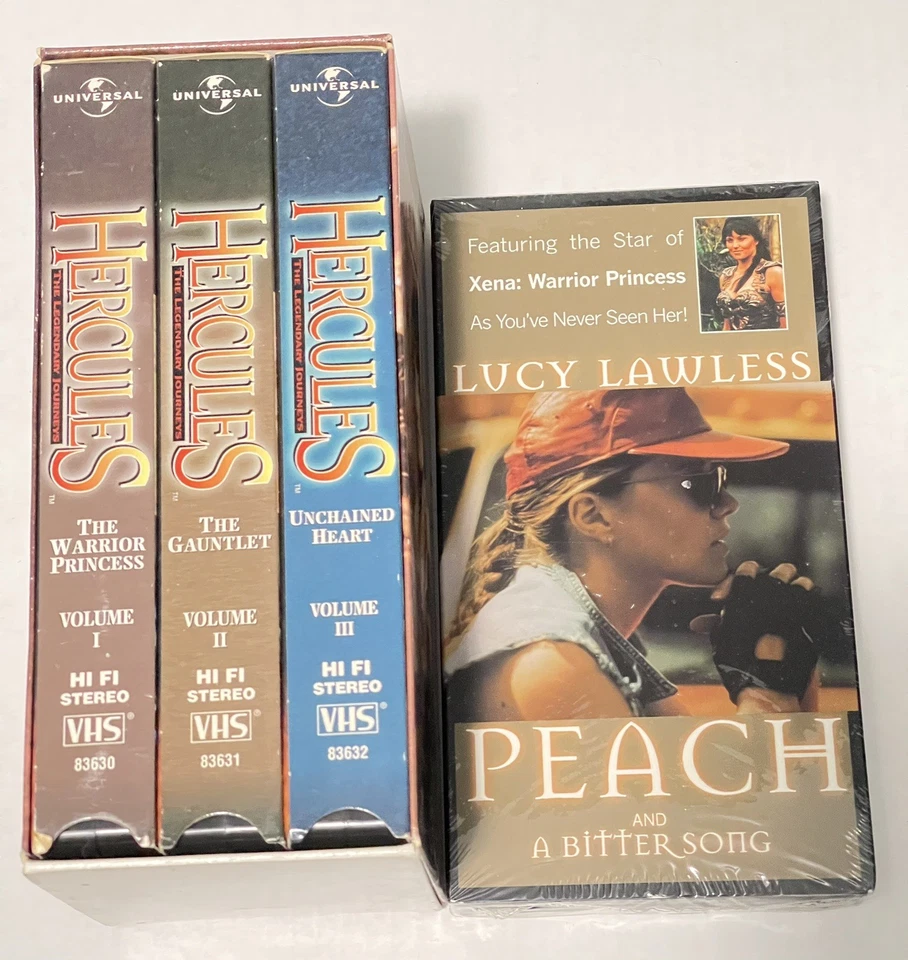 UNIVERSAL
HERCULES
THE LEGENDARY JOURNEYS
TM
THE
WARRIOR
PRINCESS
VOLUME
I
HI FI
STEREO
VHS®
83630
UNIVERSAL
HERCULES
THE LEGENDARY JOURNEYS
TM
THE
GAUNTLET
VOLUME
II
HI FI
STEREO
VHS®
83631
UNIVERSAL
HERCULES
THE LEGENDARY JOURNEYS
TM
UNCHAINED
HEART
VOLUME
III
HI FI
STEREO
VHS®
83632
Featuring the Star of
Xena: Warrior Princess
As You've Never Seen Her!
LUCY LAWLESS
PEACH
AND
A BITTER SONG